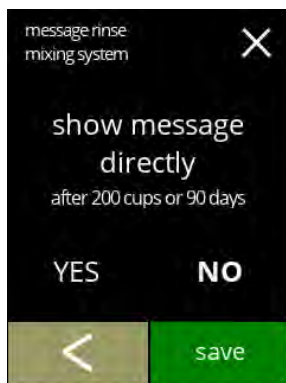 message rinse
mixing system
show message
directly
after 200 cups or 90 days
YES NO
save